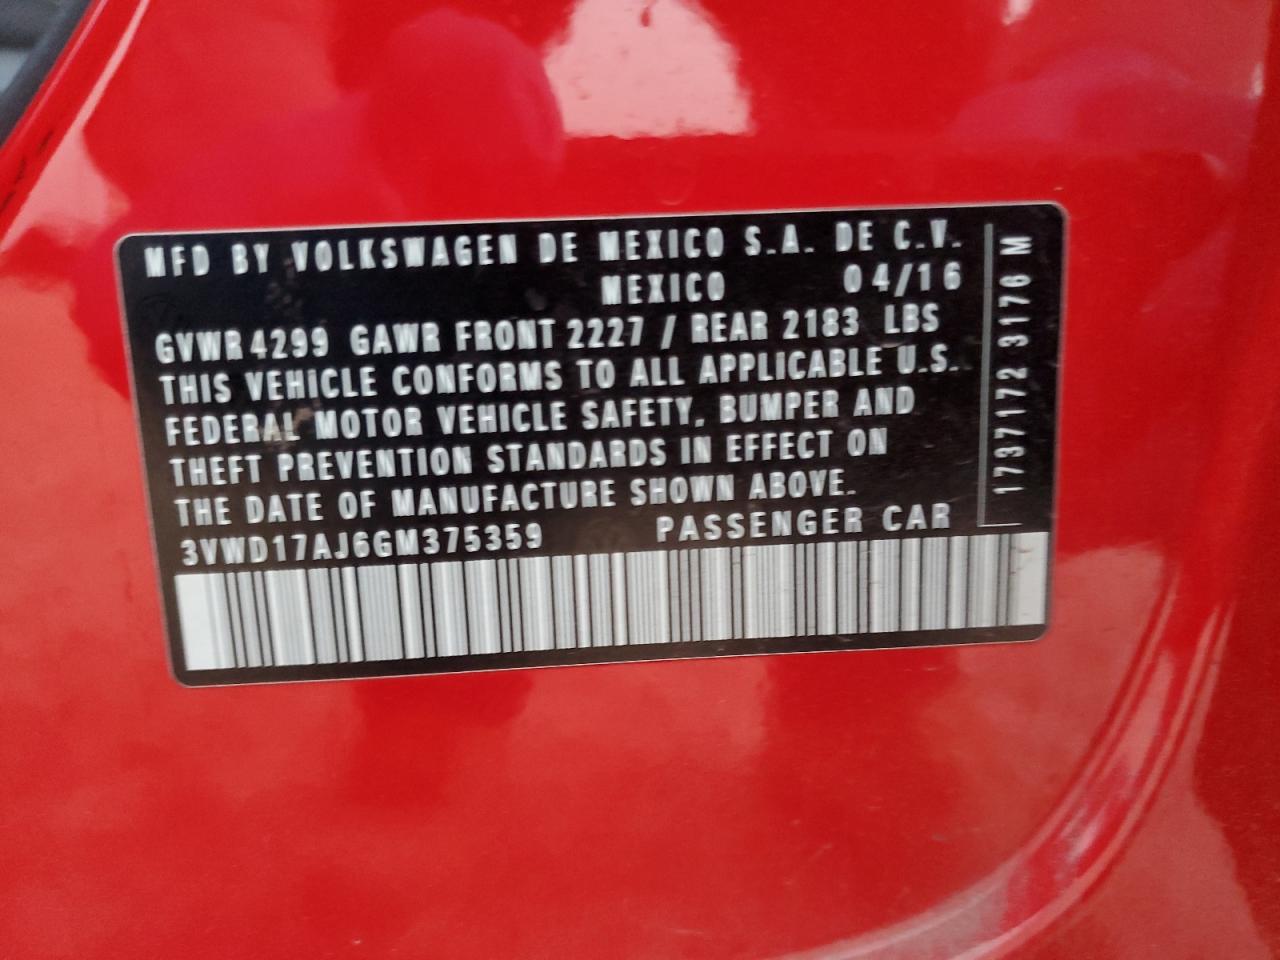 MFD BY VOLKSWAGEN DE MEXICO S.A. DE C.V.
MEXICO 04/16
GVWR 4299 GAWR FRONT 2227 / REAR 2183 LBS
THIS VEHICLE CONFORMS TO ALL APPLICABLE U.S.
FEDERAL MOTOR VEHICLE SAFETY, BUMPER AND
THEFT PREVENTION STANDARDS IN EFFECT ON
THE DATE OF MANUFACTURE SHOWN ABOVE.
3VWD17AJ6GM375359 PASSENGER CAR
1737172 3176 M